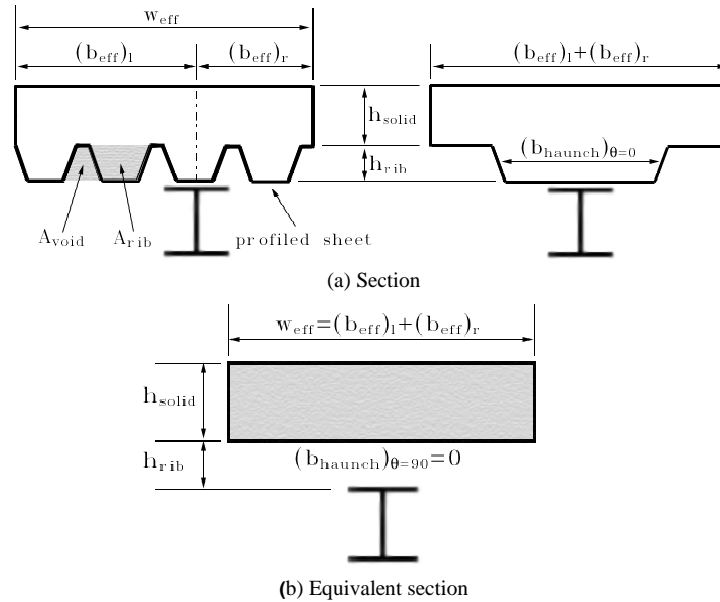 w_eff
(b_eff)_l (b_eff)_r (b_eff)_l+(b_eff)_r
h_solid
(b_haunch)_θ=0
h_rib
A_void A_rib profiled sheet
(a) Section
w_eff=(b_eff)_l+(b_eff)_r
h_solid
h_rib (b_haunch)_θ=90=0
(b) Equivalent section